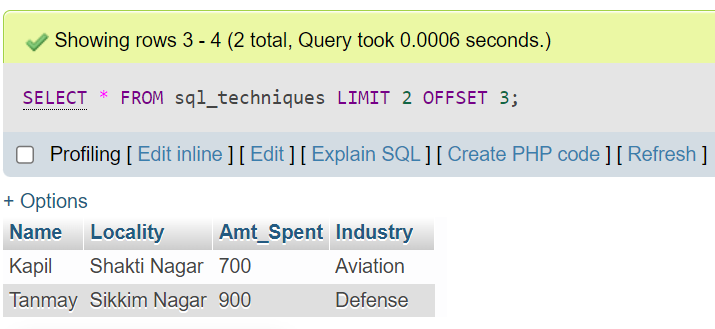 Showing rows 3 - 4 (2 total, Query took 0.0006 seconds.)
SELECT * FROM sql_techniques LIMIT 2 OFFSET 3;
Profiling [ Edit inline ] [ Edit ] [ Explain SQL ] [ Create PHP code ] [ Refresh ]
+ Options
Name Locality Amt_Spent Industry
Kapil Shakti Nagar 700 Aviation
Tanmay Sikkim Nagar 900 Defense